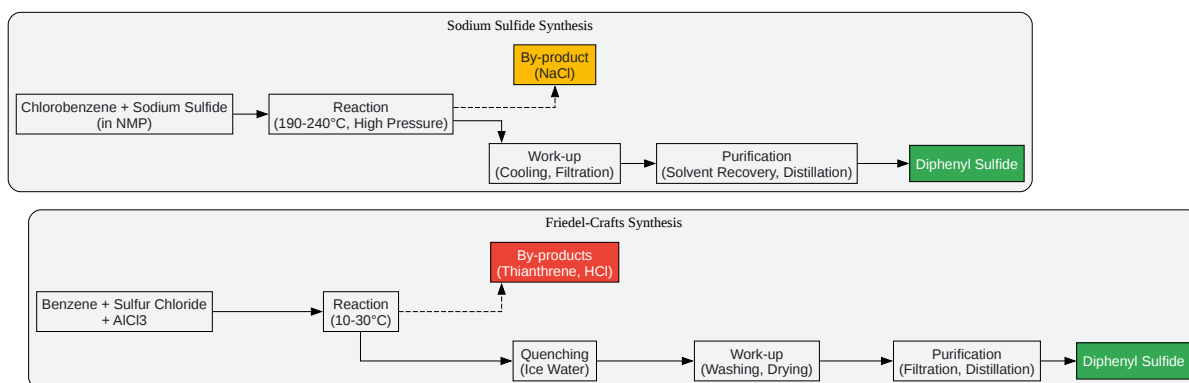 Sodium Sulfide Synthesis
By-product
(NaCl)
Chlorobenzene + Sodium Sulfide
(in NMP)
Reaction
(190-240°C, High Pressure)
Work-up
(Cooling, Filtration)
Purification
(Solvent Recovery, Distillation)
Diphenyl Sulfide
Friedel-Crafts Synthesis
By-products
(Thianthrene, HCl)
Benzene + Sulfur Chloride
+ AlCl3
Reaction
(10-30°C)
Quenching
(Ice Water)
Work-up
(Washing, Drying)
Purification
(Filtration, Distillation)
Diphenyl Sulfide